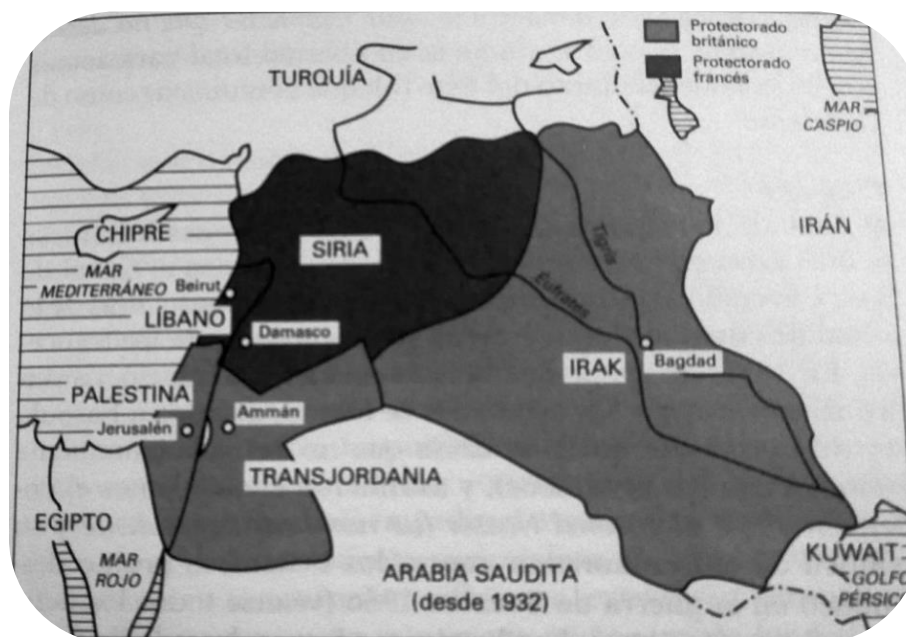 Protectorado
británico
Protectorado
francés
TURQUÍA
MAR
CASPIO
CHIPRE
SIRIA
IRÁN
MAR
MEDITERRÁNEO
Beirut
Tigris
Eufrates
LÍBANO
Damasco
IRAK
Bagdad
PALESTINA
Ammán
Jerusalén
TRANSJORDANIA
EGIPTO
MAR
ROJO
ARABIA SAUDITA
(desde 1932)
KUWAIT
GOLFO
PÉRSICO